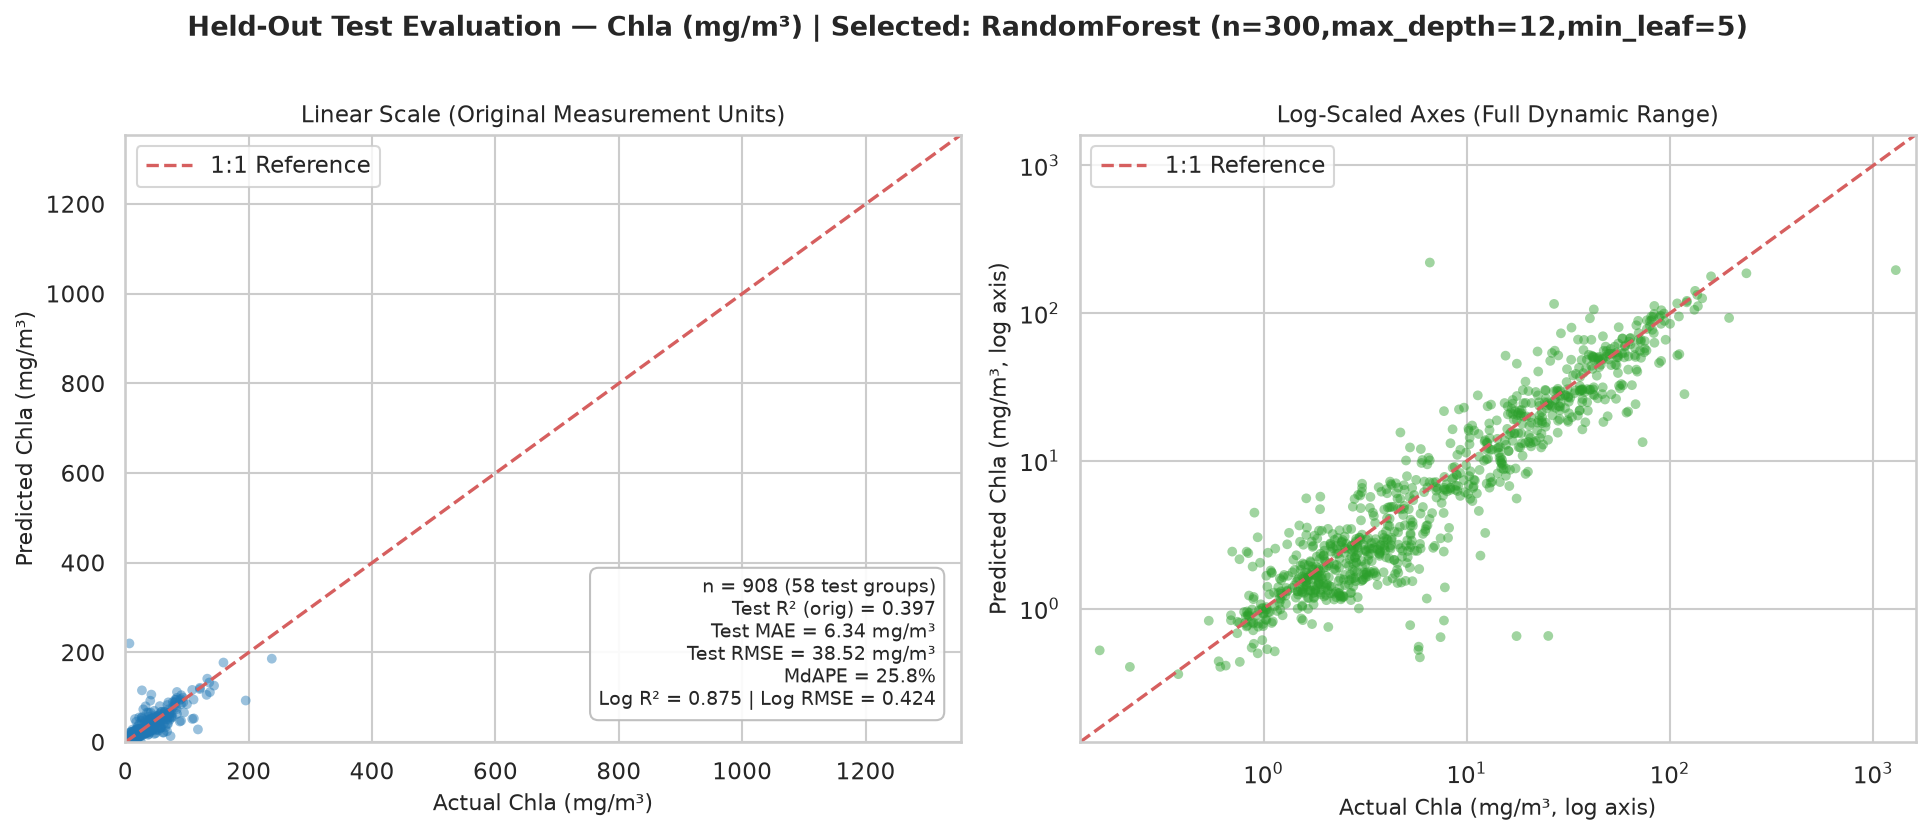 Held-Out Test Evaluation — Chla (mg/m³) | Selected: RandomForest (n=300,max_depth=12,min_leaf=5)
Linear Scale (Original Measurement Units)
1:1 Reference
Predicted Chla (mg/m³)
1200
1000
800
600
400
200
0
n = 908 (58 test groups)
Test R² (orig) = 0.397
Test MAE = 6.34 mg/m³
Test RMSE = 38.52 mg/m³
MdAPE = 25.8%
Log R² = 0.875 | Log RMSE = 0.424
0 200 400 600 800 1000 1200
Actual Chla (mg/m³)
Log-Scaled Axes (Full Dynamic Range)
1:1 Reference
Predicted Chla (mg/m³, log axis)
10³
10²
10¹
10⁰
10⁰ 10¹ 10² 10³
Actual Chla (mg/m³, log axis)